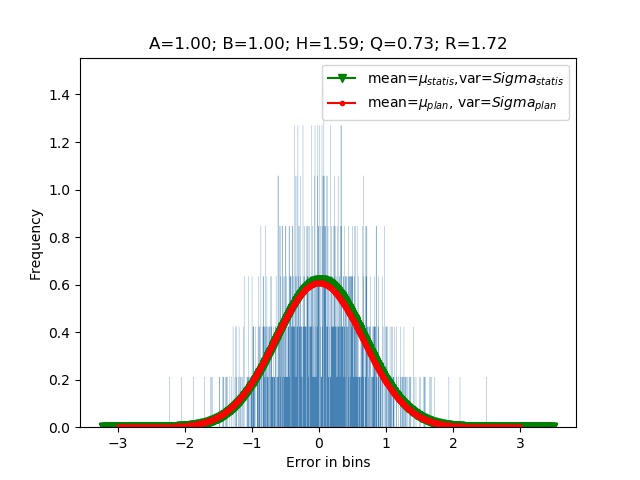 A=1.00; B=1.00; H=1.59; Q=0.73; R=1.72
mean=μstatis,var=Sigmastatis
mean=μplan, var=Sigmaplan
1.4
1.2
1.0
0.8
0.6
0.4
0.2
0.0
Frequency
−3 −2 −1 0 1 2 3
Error in bins